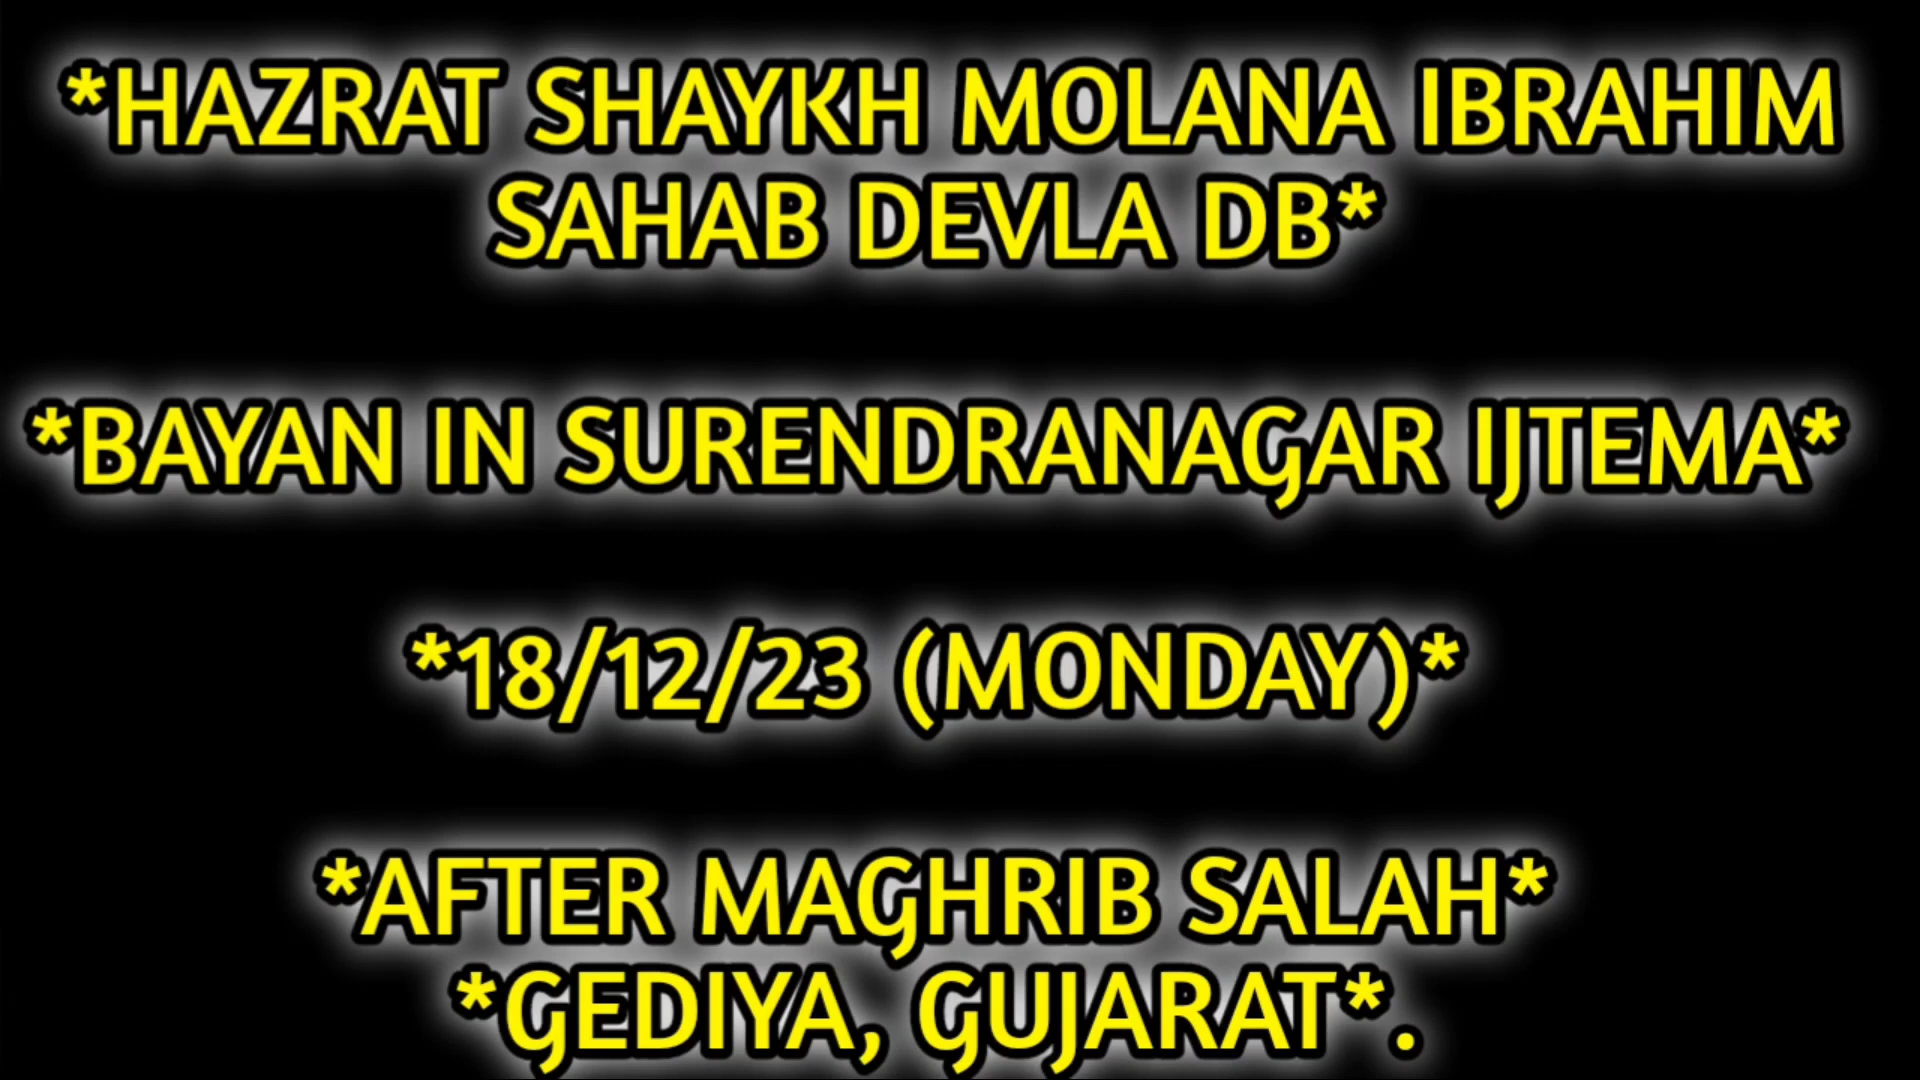 *HAZRAT SHAYKH MOLANA IBRAHIM
SAHAB DEVLA DB*
*BAYAN IN SURENDRANAGAR IJTEMA*
*18/12/23 (MONDAY)*
*AFTER MAGHRIB SALAH*
*GEDIYA, GUJARAT*.